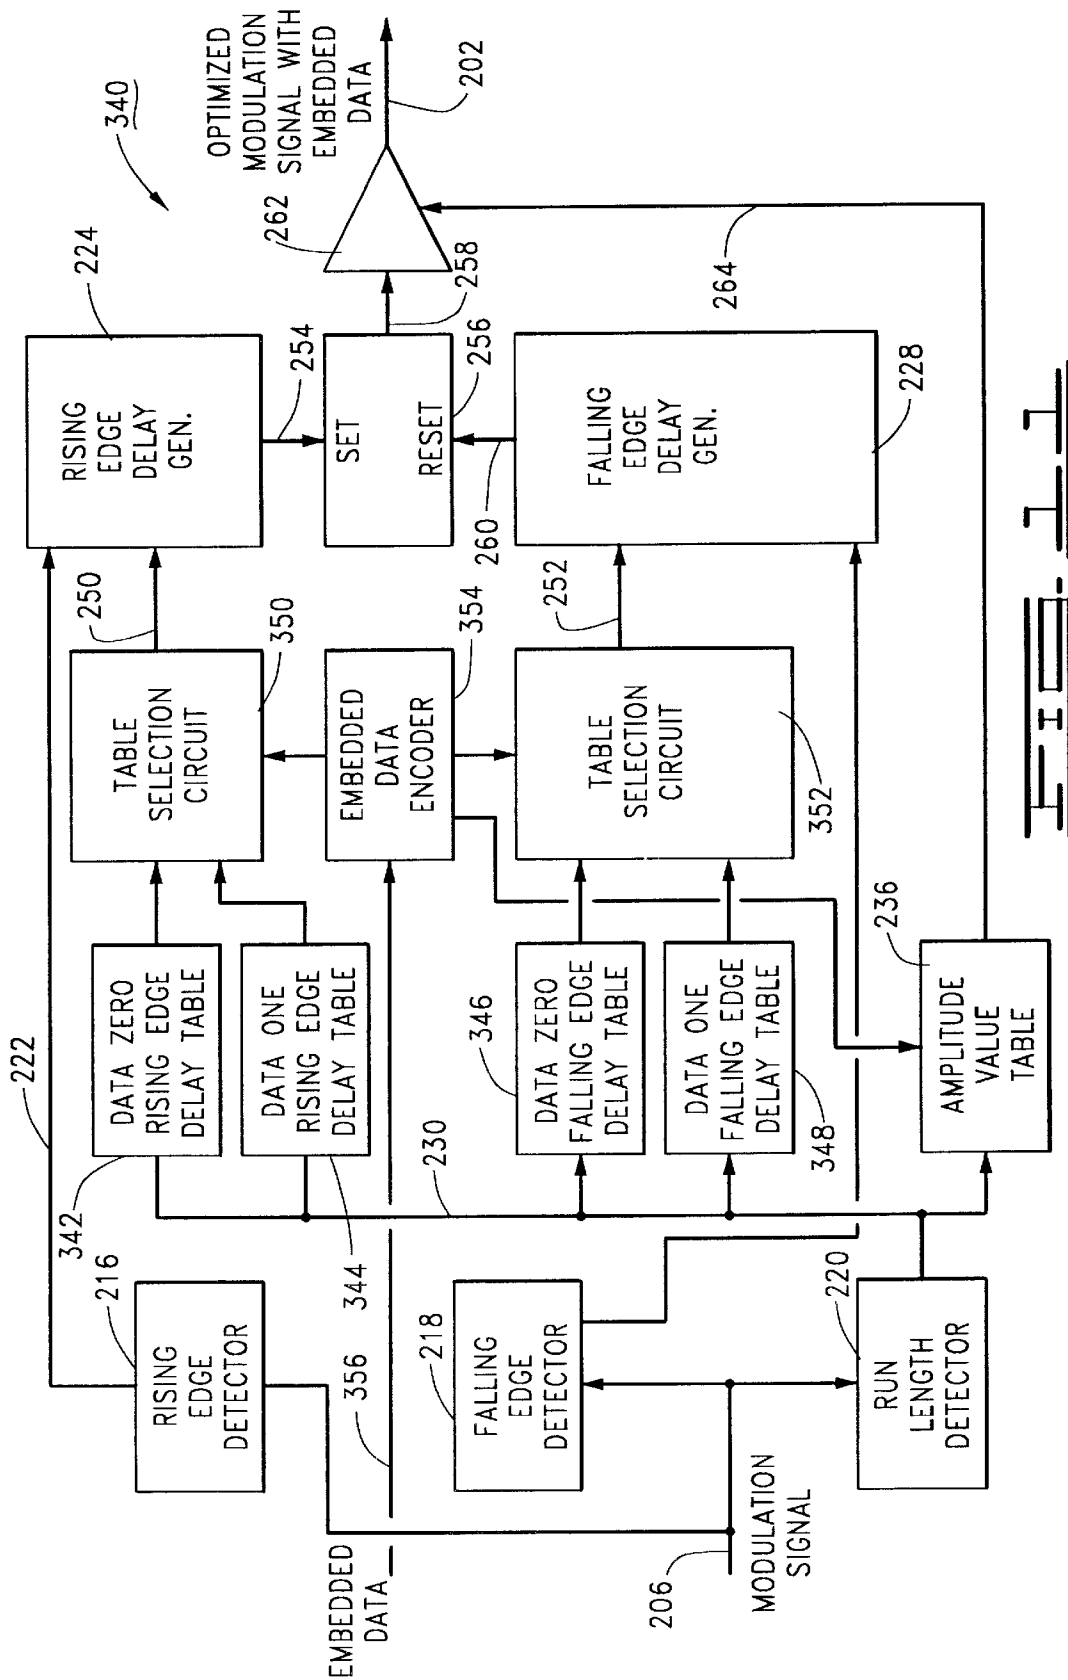 340
OPTIMIZED
MODULATION
SIGNAL WITH
EMBEDDED
DATA
202
262
264
224
RISING
EDGE
DELAY
GEN.
254
SET
RESET
256
258
260
FALLING
EDGE
DELAY
GEN.
228
222
250
TABLE
SELECTION
CIRCUIT
350
EMBEDDED
DATA
ENCODER
354
252
TABLE
SELECTION
CIRCUIT
352
DATA ZERO
RISING EDGE
DELAY TABLE
342
DATA ONE
RISING EDGE
DELAY TABLE
344
346
DATA ZERO
FALLING EDGE
DELAY TABLE
DATA ONE
FALLING EDGE
DELAY TABLE
348
236
AMPLITUDE
VALUE
TABLE
230
216
RISING
EDGE
DETECTOR
356
218
FALLING
EDGE
DETECTOR
220
RUN
LENGTH
DETECTOR
EMBEDDED
DATA
206
MODULATION
SIGNAL